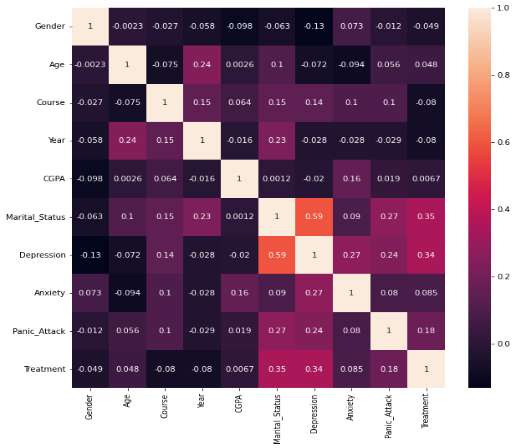 Gender 1 -0.0023 -0.027 -0.058 -0.098 -0.063 -0.13 0.073 -0.012 -0.049
Age -0.0023 1 -0.075 0.24 0.0026 0.1 -0.072 -0.094 0.056 0.048
Course -0.027 -0.075 1 0.15 0.064 0.15 0.14 0.1 0.1 -0.08
Year -0.058 0.24 0.15 1 -0.016 0.23 -0.028 -0.028 -0.029 -0.08
CGPA -0.098 0.0026 0.064 -0.016 1 0.0012 -0.02 0.16 0.019 0.0067
Marital_Status -0.063 0.1 0.15 0.23 0.0012 1 0.59 0.09 0.27 0.35
Depression -0.13 -0.072 0.14 -0.028 -0.02 0.59 1 0.27 0.24 0.34
Anxiety 0.073 -0.094 0.1 -0.028 0.16 0.09 0.27 1 0.08 0.085
Panic_Attack -0.012 0.056 0.1 -0.029 0.019 0.27 0.24 0.08 1 0.18
Treatment -0.049 0.048 -0.08 -0.08 0.0067 0.35 0.34 0.085 0.18 1
Gender Age Course Year CGPA Marital_Status Depression Anxiety Panic_Attack Treatment
1.0
0.8
0.6
0.4
0.2
0.0